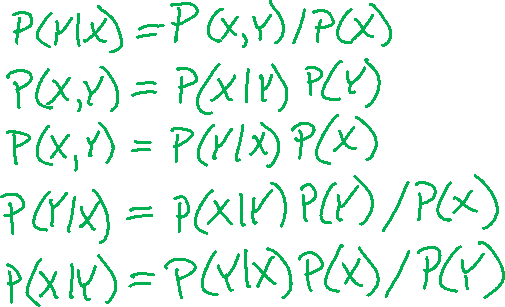 P(Y|X) = P(X,Y)/P(X)
P(X,Y) = P(X|Y) P(Y)
P(X,Y) = P(Y|X) P(X)
P(Y|X) = P(X|Y) P(Y) / P(X)
P(X|Y) = P(Y|X) P(X) / P(Y)